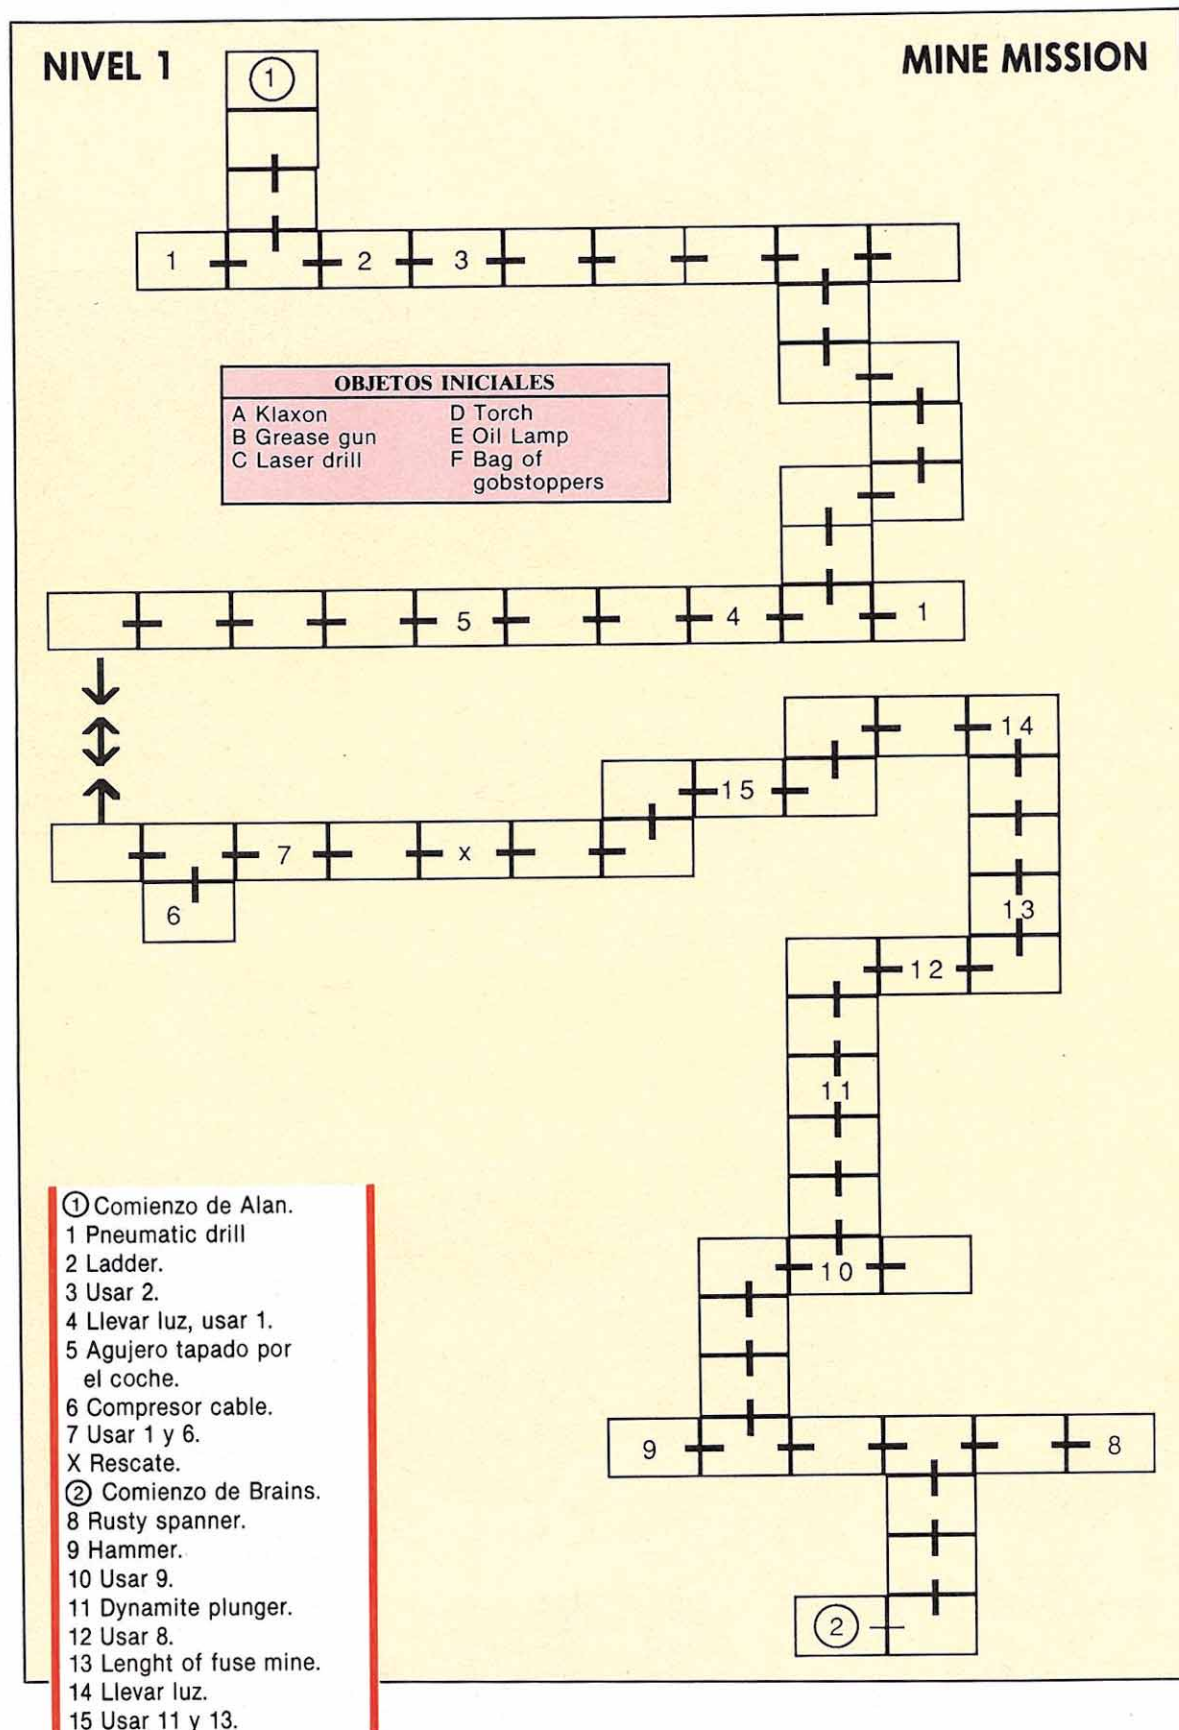 NIVEL 1
MINE MISSION
1
1 2 3
OBJETOS INICIALES
A Klaxon
B Grease gun
C Laser drill
D Torch
E Oil Lamp
F Bag of
gobstoppers
5 4 1
14
15
7 X
6
13
12
11
10
9 8
2
1 Comienzo de Alan.
1 Pneumatic drill
2 Ladder.
3 Usar 2.
4 Llevar luz, usar 1.
5 Agujero tapado por
el coche.
6 Compresor cable.
7 Usar 1 y 6.
X Rescate.
2 Comienzo de Brains.
8 Rusty spanner.
9 Hammer.
10 Usar 9.
11 Dynamite plunger.
12 Usar 8.
13 Lenght of fuse mine.
14 Llevar luz.
15 Usar 11 y 13.